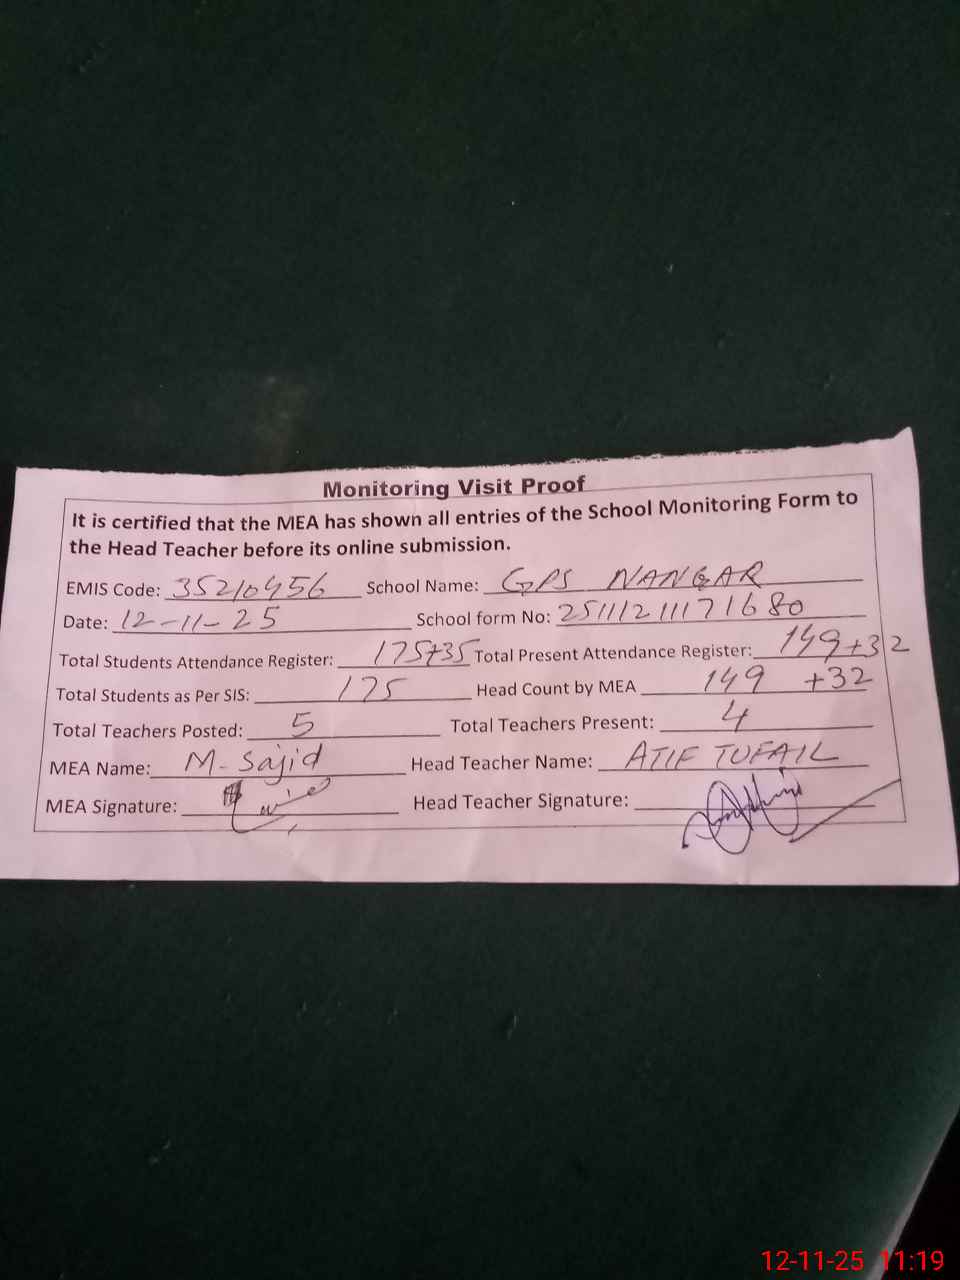 Monitoring Visit Proof
It is certified that the MEA has shown all entries of the School Monitoring Form to
the Head Teacher before its online submission.
EMIS Code: 35210456 School Name: GPS NANGAR
Date: 12-11-25 School form No: 25111211171680
Total Students Attendance Register: 175+35 Total Present Attendance Register: 149+32
Total Students as Per SIS: 175 Head Count by MEA 149 +32
Total Teachers Posted: 5 Total Teachers Present: 4
MEA Name: M-Sajid Head Teacher Name: ATIF TUFAIL
MEA Signature: Head Teacher Signature:
12-11-25 11:19